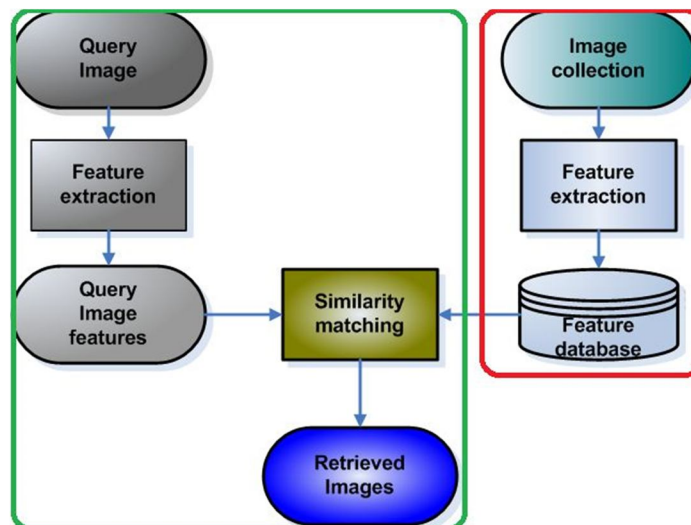 Query
Image
Feature
extraction
Query
Image
features
Similarity
matching
Retrieved
Images
Image
collection
Feature
extraction
Feature
database